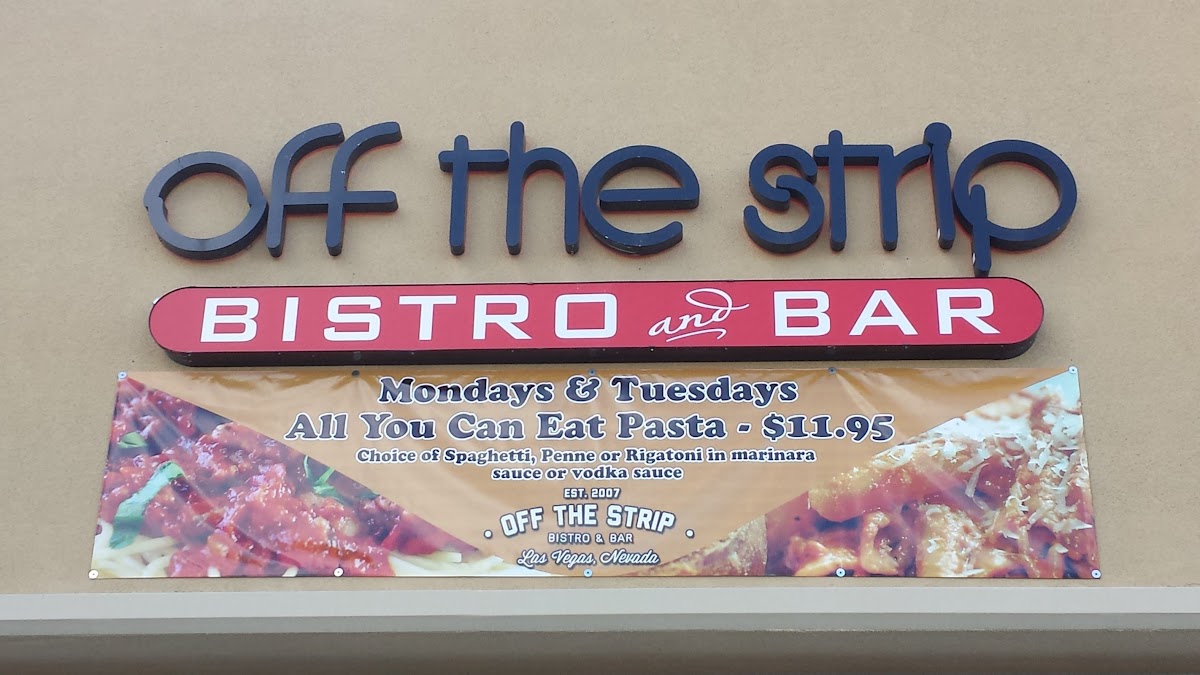 off the strip
BISTRO and BAR
Mondays & Tuesdays
All You Can Eat Pasta - $11.95
Choice of Spaghetti, Penne or Rigatoni in marinara
sauce or vodka sauce
EST. 2007
• OFF THE STRIP •
BISTRO & BAR
Las Vegas, Nevada